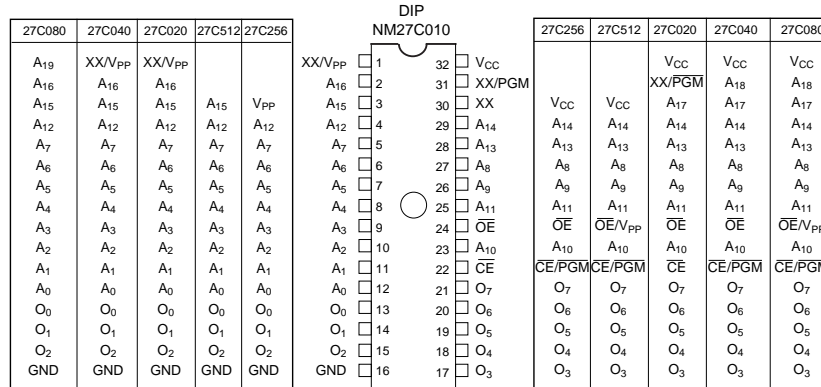 DIP
NM27C010
27C080 27C040 27C020 27C512 27C256 27C256 27C512 27C020 27C040 27C080
A19 XX/VPP XX/VPP XX/VPP 1 32 VCC VCC VCC VCC
A16 A16 A16 A16 2 31 XX/PGM XX/PGM A18 A18
A15 A15 A15 A15 VPP A15 3 30 XX VCC VCC A17 A17 A17
A12 A12 A12 A12 A12 A12 4 29 A14 A14 A14 A14 A14 A14
A7 A7 A7 A7 A7 A7 5 28 A13 A13 A13 A13 A13 A13
A6 A6 A6 A6 A6 A6 6 27 A8 A8 A8 A8 A8 A8
A5 A5 A5 A5 A5 A5 7 26 A9 A9 A9 A9 A9 A9
A4 A4 A4 A4 A4 A4 8 25 A11 A11 A11 A11 A11 A11
A3 A3 A3 A3 A3 A3 9 24 OE OE OE/VPP OE OE OE/VPP
A2 A2 A2 A2 A2 A2 10 23 A10 A10 A10 A10 A10 A10
A1 A1 A1 A1 A1 A1 11 22 CE CE/PGM CE/PGM CE CE/PGM CE/PGM
A0 A0 A0 A0 A0 A0 12 21 O7 O7 O7 O7 O7 O7
O0 O0 O0 O0 O0 O0 13 20 O6 O6 O6 O6 O6 O6
O1 O1 O1 O1 O1 O1 14 19 O5 O5 O5 O5 O5 O5
O2 O2 O2 O2 O2 O2 15 18 O4 O4 O4 O4 O4 O4
GND GND GND GND GND GND 16 17 O3 O3 O3 O3 O3 O3